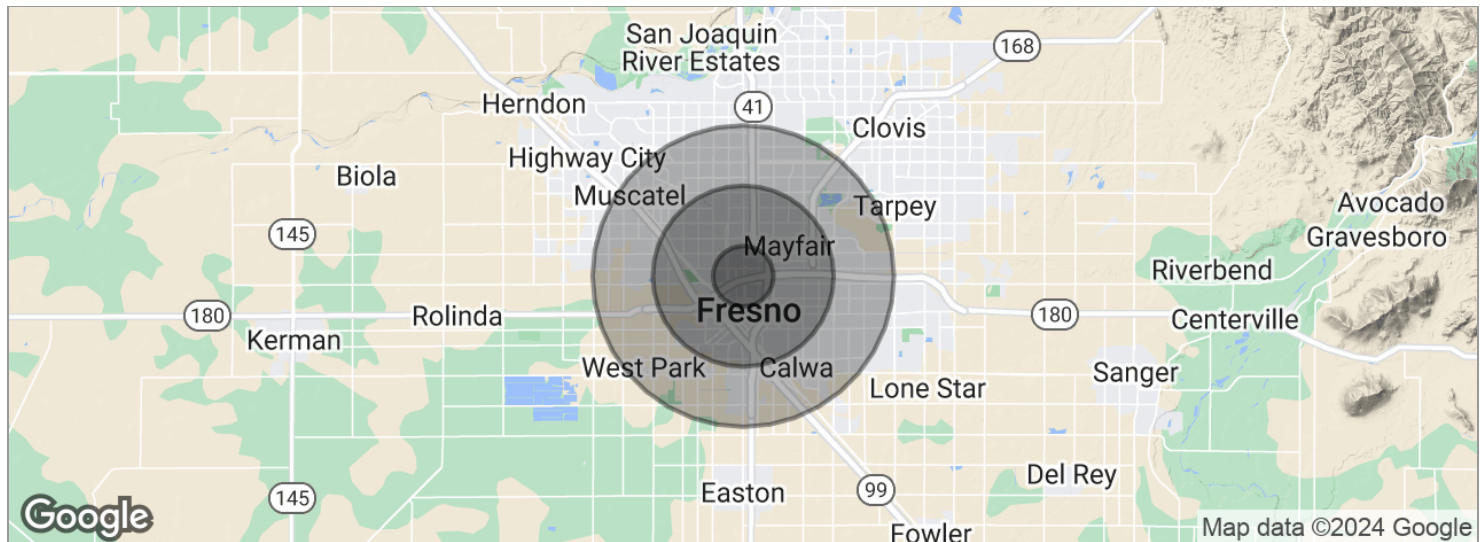 San Joaquin
River Estates
168
Herndon
41
Clovis
Highway City
Biola
Muscatel
Tarpey
Avocado
145
Mayfair
Gravesboro
Riverbend
180
Rolinda
Fresno
180
Centerville
Kerman
West Park
Calwa
Lone Star
Sanger
Del Rey
145
Easton
99
Google
Fowler
Map data ©2024 Google